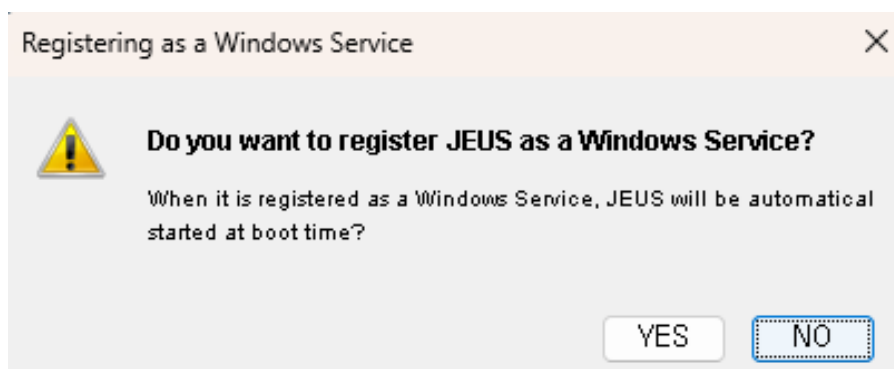 Registering as a Windows Service
Do you want to register JEUS as a Windows Service?
When it is registered as a Windows Service, JEUS will be automatical
started at boot time?
YES NO